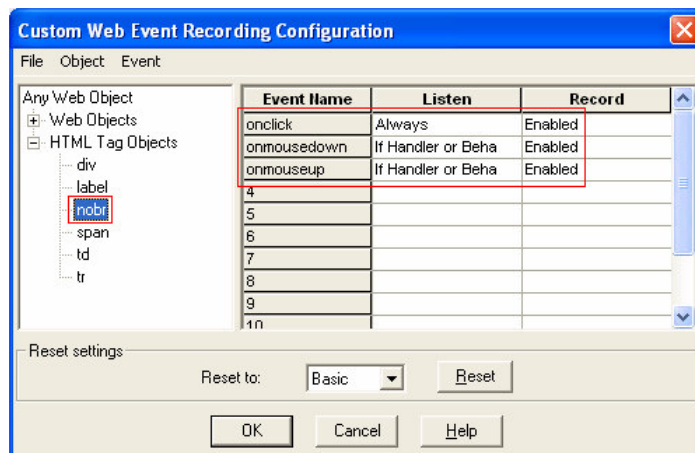 Custom Web Event Recording Configuration
File Object Event
Any Web Object
Web Objects
HTML Tag Objects
div
label
nobr
span
td
tr
Event Name Listen Record
onclick Always Enabled
onmousedown If Handler or Beha Enabled
onmouseup If Handler or Beha Enabled
4
5
6
7
8
9
10
Reset settings
Reset to: Basic Reset
OK Cancel Help